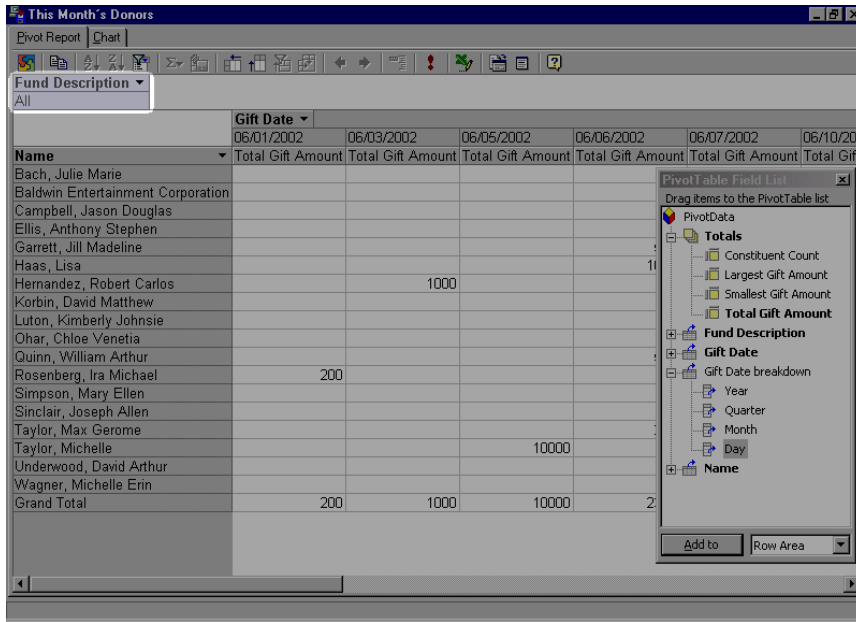 This Month's Donors
Pivot Report Chart
Fund Description
All
Gift Date
06/01/2002 06/03/2002 06/05/2002 06/06/2002 06/07/2002 06/10/20
Name Total Gift Amount Total Gift Amount Total Gift Amount Total Gift Amount Total Gift Amount Total Gif
Bach, Julie Marie
Baldwin Entertainment Corporation
Campbell, Jason Douglas
Ellis, Anthony Stephen
Garrett, Jill Madeline
Haas, Lisa
Hernandez, Robert Carlos 1000
Korbin, David Matthew
Luton, Kimberly Johnsie
Ohar, Chloe Venetia
Quinn, William Arthur
Rosenberg, Ira Michael 200
Simpson, Mary Ellen
Sinclair, Joseph Allen
Taylor, Max Gerome
Taylor, Michelle 10000
Underwood, David Arthur
Wagner, Michelle Erin
Grand Total 200 1000 10000
PivotTable Field List
Drag items to the PivotTable list
PivotData
Totals
Constituent Count
Largest Gift Amount
Smallest Gift Amount
Total Gift Amount
Fund Description
Gift Date
Gift Date breakdown
Year
Quarter
Month
Day
Name
Add to Row Area